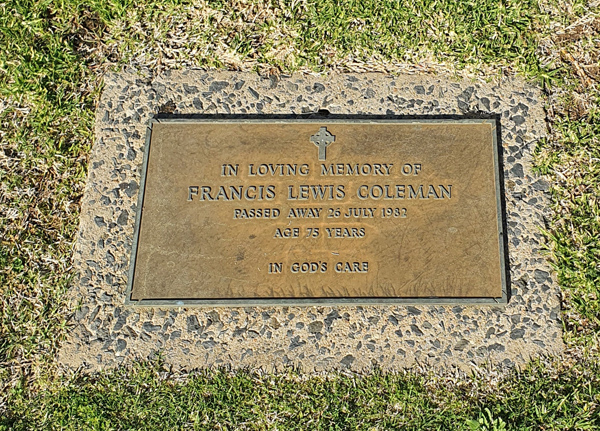 IN LOVING MEMORY OF
FRANCIS LEWIS COLEMAN
PASSED AWAY 26 JULY 1982
AGE 75 YEARS
IN GOD'S CARE